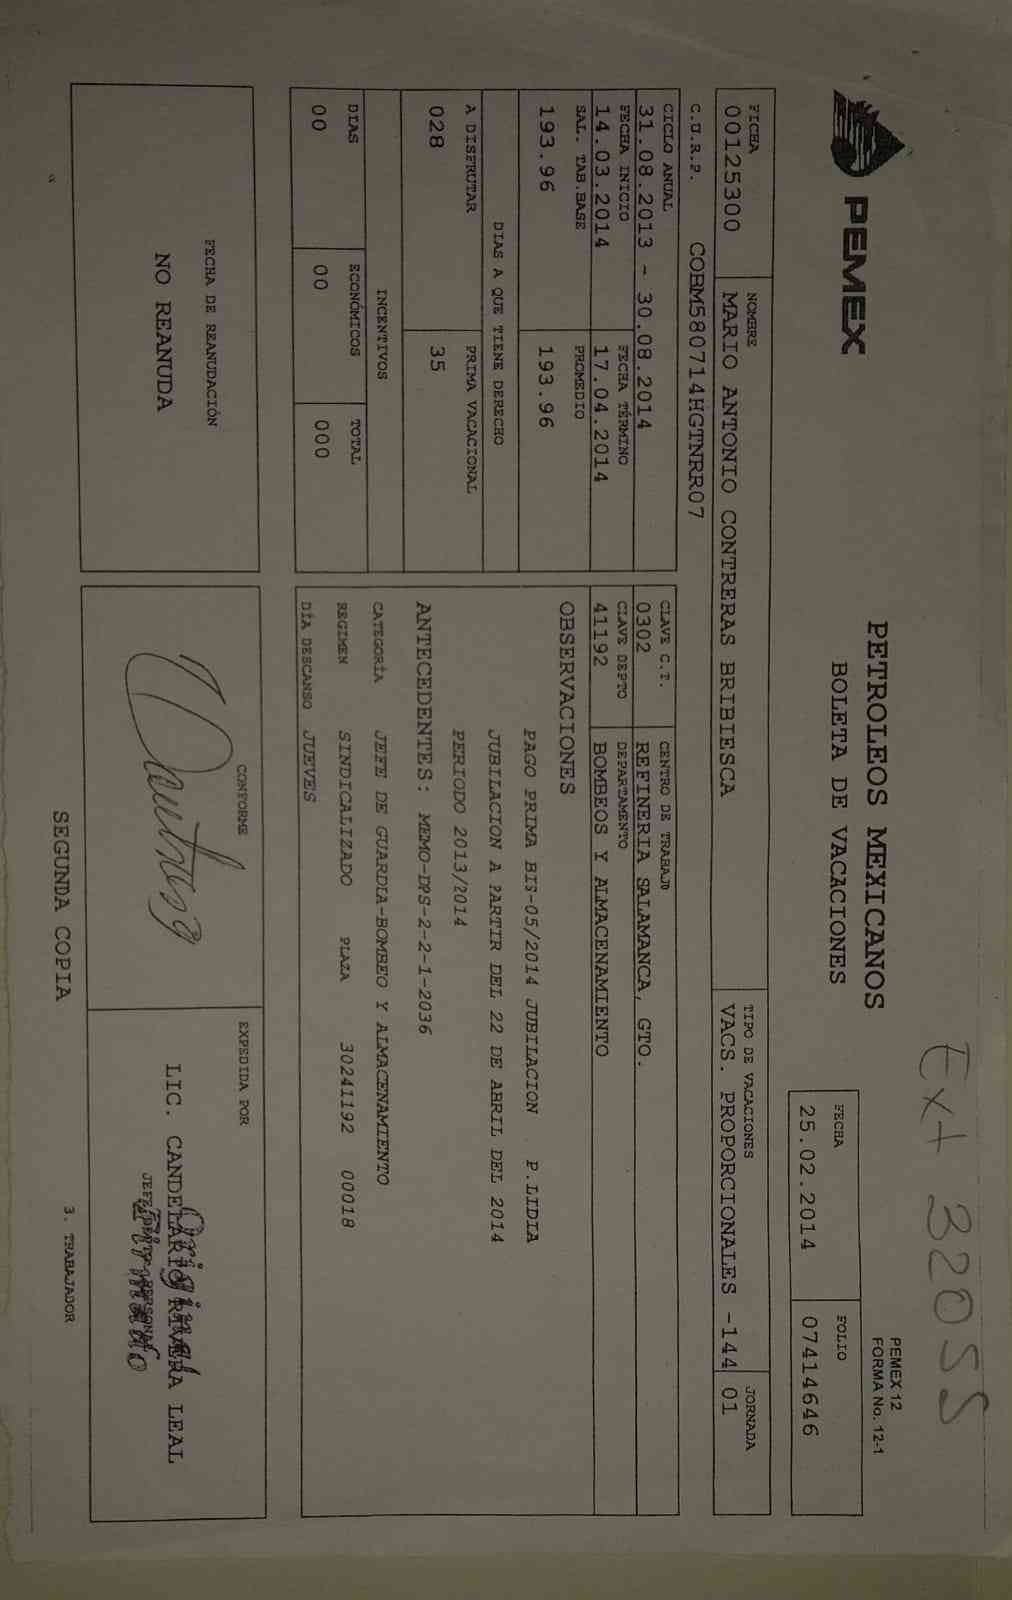 Ext 32055
PEMEX
PETROLEOS MEXICANOS
BOLETA DE VACACIONES
PEMEX 12
FORMA No. 12-1
FECHA FOLIO
25.02.2014 07414646
FICHA NOMBRE TIPO DE VACACIONES JORNADA
00125300 MARIO ANTONIO CONTRERAS BRIBIESCA VACS. PROPORCIONALES -144 01
C.U.R.P. COBM580714HGTNRR07
CICLO ANUAL
31.08.2013 - 30.08.2014
FECHA INICIO FECHA TÉRMINO
14.03.2014 17.04.2014
SAL. TAB.BASE PROMEDIO
193.96 193.96
DIAS A QUE TIENE DERECHO
A DISFRUTAR PRIMA VACACIONAL
028 35
INCENTIVOS
DIAS ECONÓMICOS TOTAL
00 00 000
CLAVE C.T. CENTRO DE TRABAJO
0302 REFINERIA SALAMANCA, GTO.
CLAVE DEPTO DEPARTAMENTO
41192 BOMBEOS Y ALMACENAMIENTO
OBSERVACIONES
PAGO PRIMA BIS-05/2014 JUBILACION P.LIDIA
JUBILACION A PARTIR DEL 22 DE ABRIL DEL 2014
PERIODO 2013/2014
ANTECEDENTES: MEMO-DPS-2-2-1-2036
CATEGORÍA JEFE DE GUARDIA-BOMBEO Y ALMACENAMIENTO
REGIMEN SINDICALIZADO PLAZA 30241192 00018
DÍA DESCANSO JUEVES
FECHA DE REANUDACIÓN
NO REANUDA
CONFORME
EXPEDIDA POR
LIC. CANDELARIO RIVERA LEAL
Original
Firmado
SEGUNDA COPIA
3. TRABAJADOR